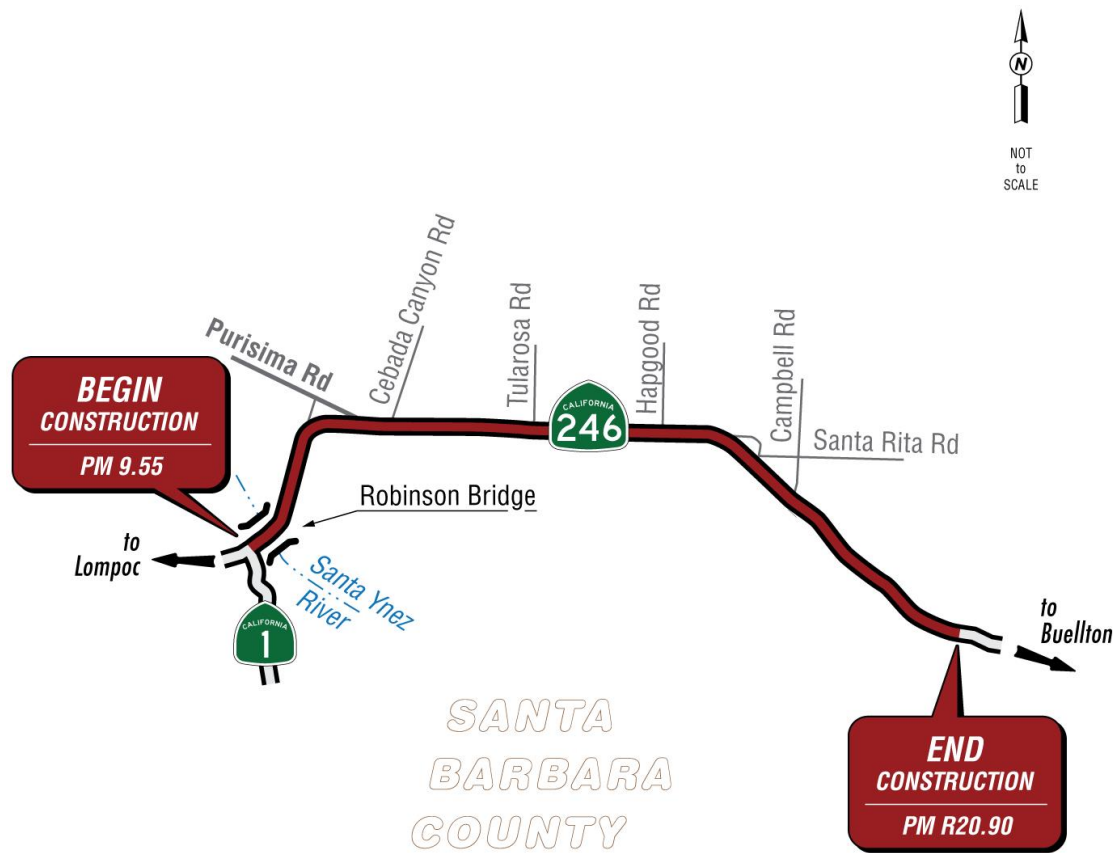 N
NOT
to
SCALE
Purisima Rd
Cebada Canyon Rd
Tularosa Rd
Hapgood Rd
Campbell Rd
Santa Rita Rd
CALIFORNIA
246
BEGIN
CONSTRUCTION
PM 9.55
Robinson Bridge
to
Lompoc
Santa Ynez
River
CALIFORNIA
1
to
Buellton
END
CONSTRUCTION
PM R20.90
SANTA
BARBARA
COUNTY